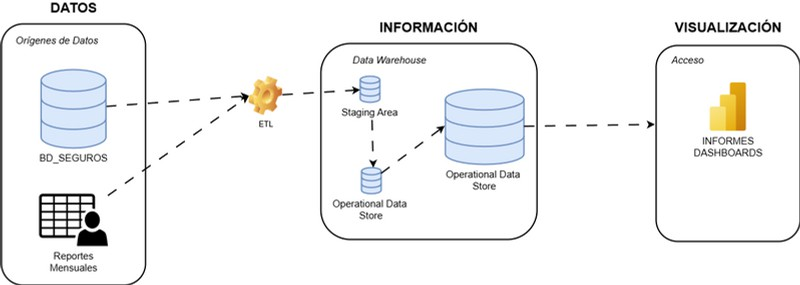 DATOS
Orígenes de Datos
BD_SEGUROS
Reportes
Mensuales
ETL
INFORMACIÓN
Data Warehouse
Staging Area
Operational Data
Store
Operational Data
Store
VISUALIZACIÓN
Acceso
INFORMES
DASHBOARDS